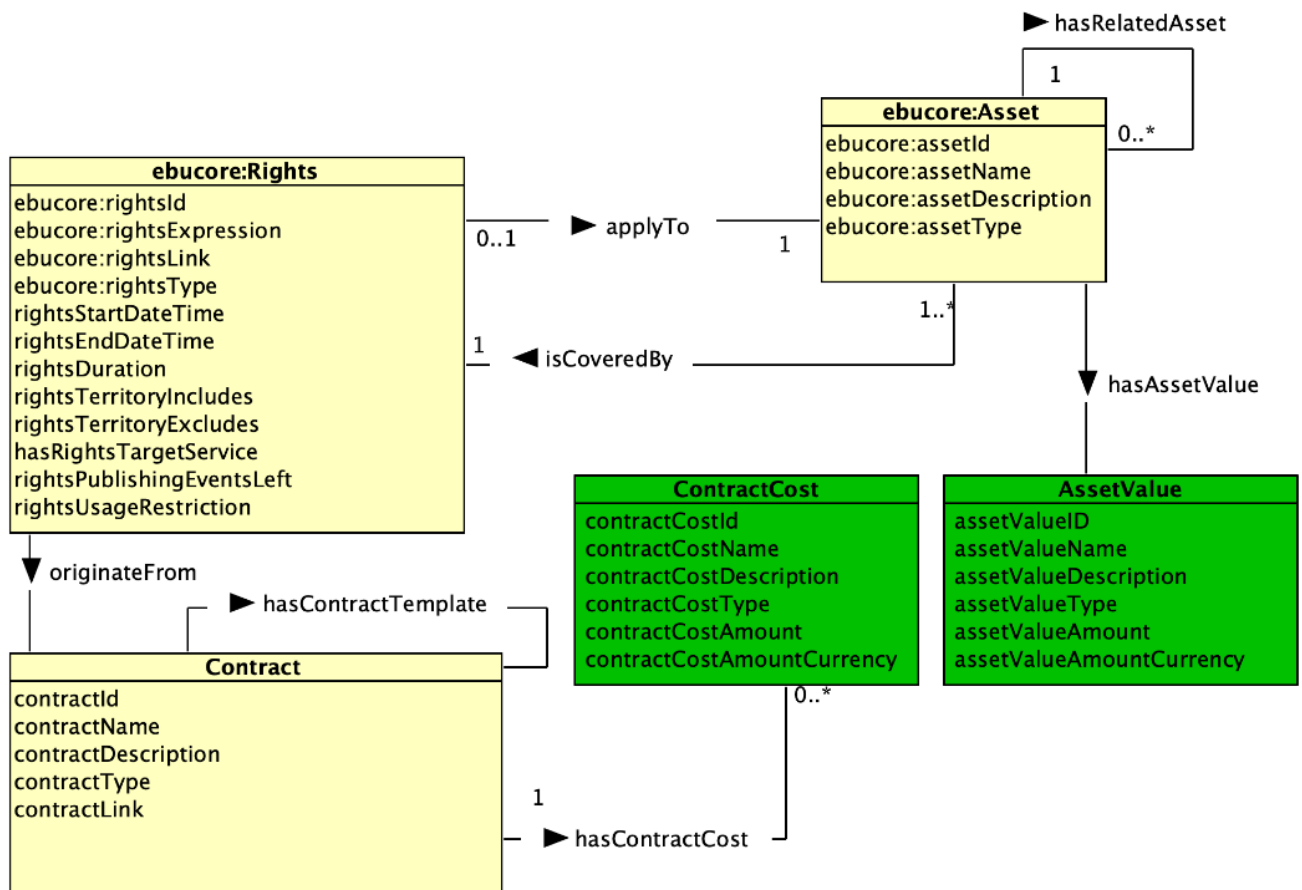 hasRelatedAsset
1
0..*
ebucore:Asset
ebucore:assetId
ebucore:assetName
ebucore:assetDescription
ebucore:assetType
ebucore:Rights
ebucore:rightsId
ebucore:rightsExpression
ebucore:rightsLink
ebucore:rightsType
rightsStartDateTime
rightsEndDateTime
rightsDuration
rightsTerritoryIncludes
rightsTerritoryExcludes
hasRightsTargetService
rightsPublishingEventsLeft
rightsUsageRestriction
0..1
applyTo
1
1..*
1
isCoveredBy
hasAssetValue
ContractCost
contractCostId
contractCostName
contractCostDescription
contractCostType
contractCostAmount
contractCostAmountCurrency
AssetValue
assetValueID
assetValueName
assetValueDescription
assetValueType
assetValueAmount
assetValueAmountCurrency
originateFrom
hasContractTemplate
Contract
contractId
contractName
contractDescription
contractType
contractLink
0..*
1
hasContractCost